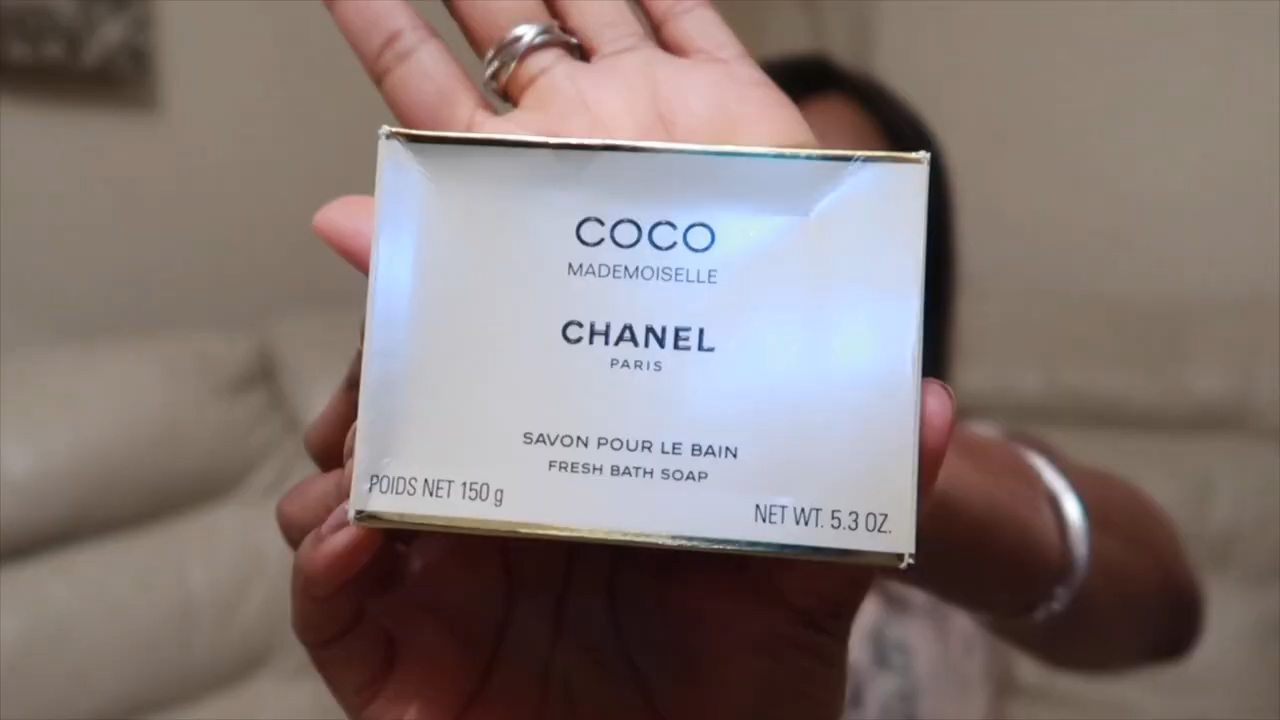 COCO
MADEMOISELLE
CHANEL
PARIS
SAVON POUR LE BAIN
FRESH BATH SOAP
POIDS NET 150 g
NET WT. 5.3 OZ.